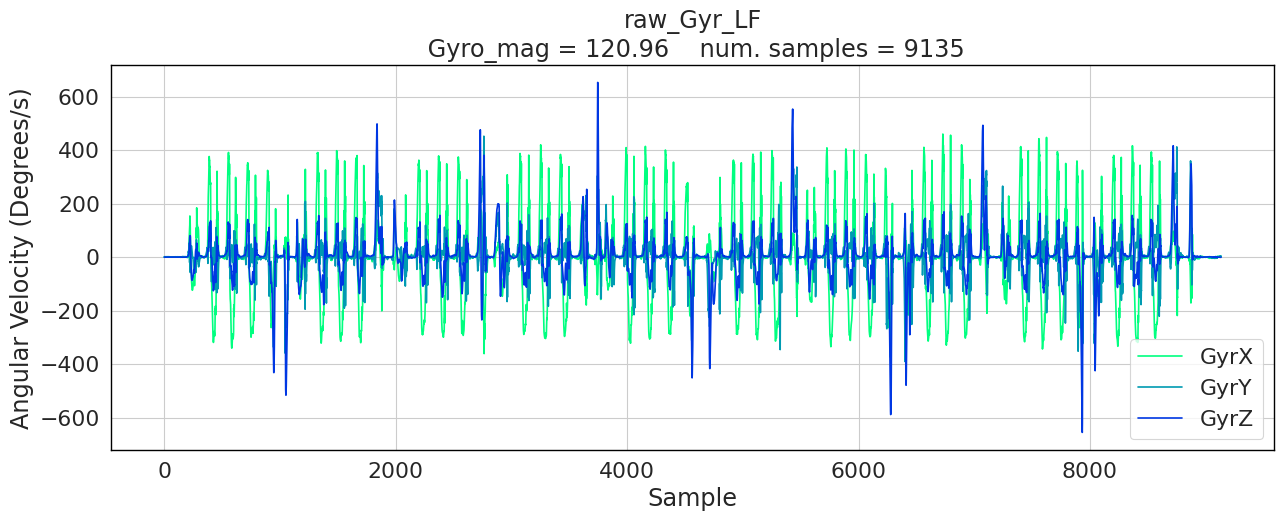 raw_Gyr_LF
Gyro_mag = 120.96    num. samples = 9135
Angular Velocity (Degrees/s)
600
400
200
0
−200
−400
−600
GyrX
GyrY
GyrZ
0
2000
4000
6000
8000
Sample